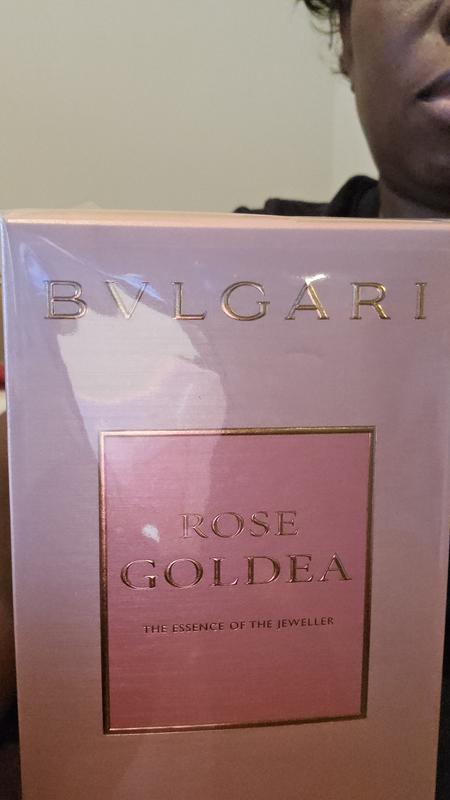 BVLGARI
ROSE
GOLDEA
THE ESSENCE OF THE JEWELLER